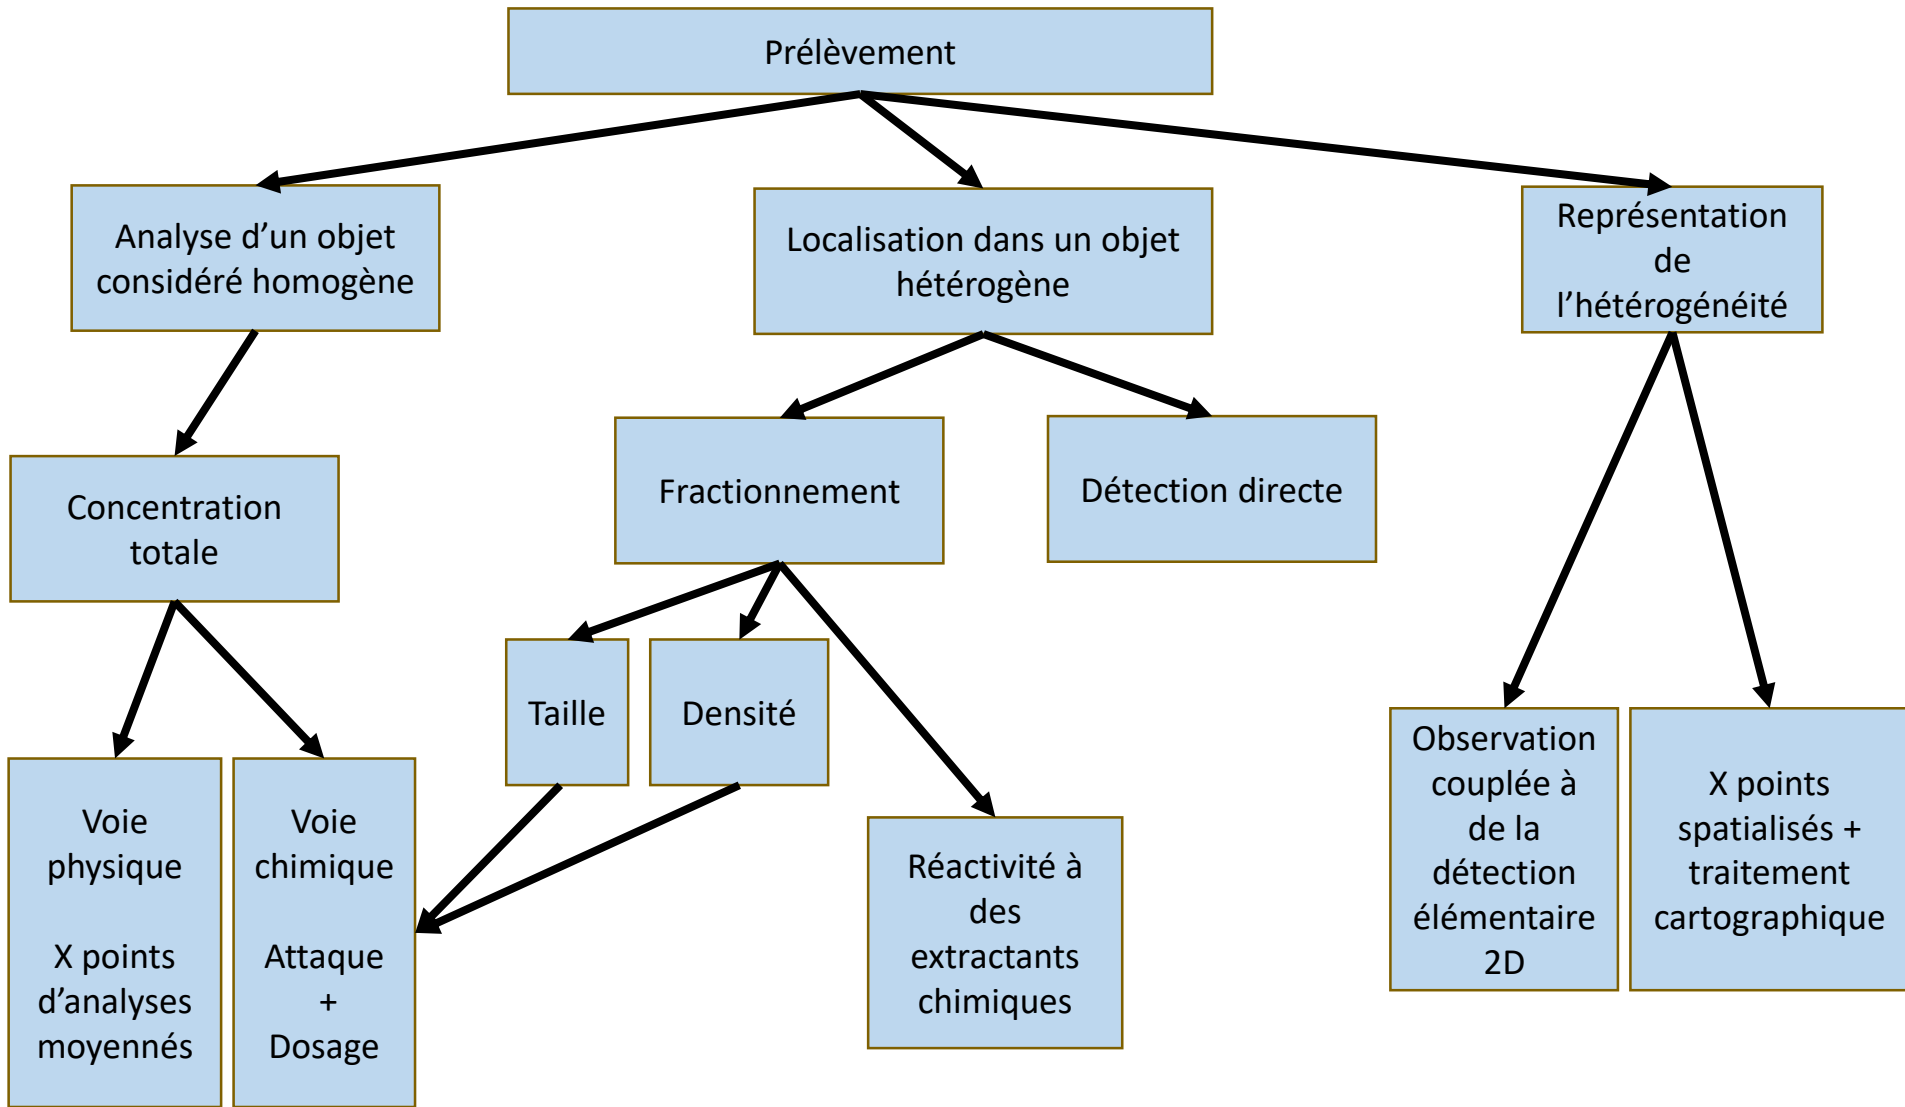 Prélèvement
Analyse d’un objet
considéré homogène
Localisation dans un objet
hétérogène
Représentation
de
l’hétérogénéité
Concentration
totale
Fractionnement
Détection directe
Taille
Densité
Voie
physique
X points
d’analyses
moyennés
Voie
chimique
Attaque
+
Dosage
Réactivité à
des
extractants
chimiques
Observation
couplée à
de la
détection
élémentaire
2D
X points
spatialisés +
traitement
cartographique